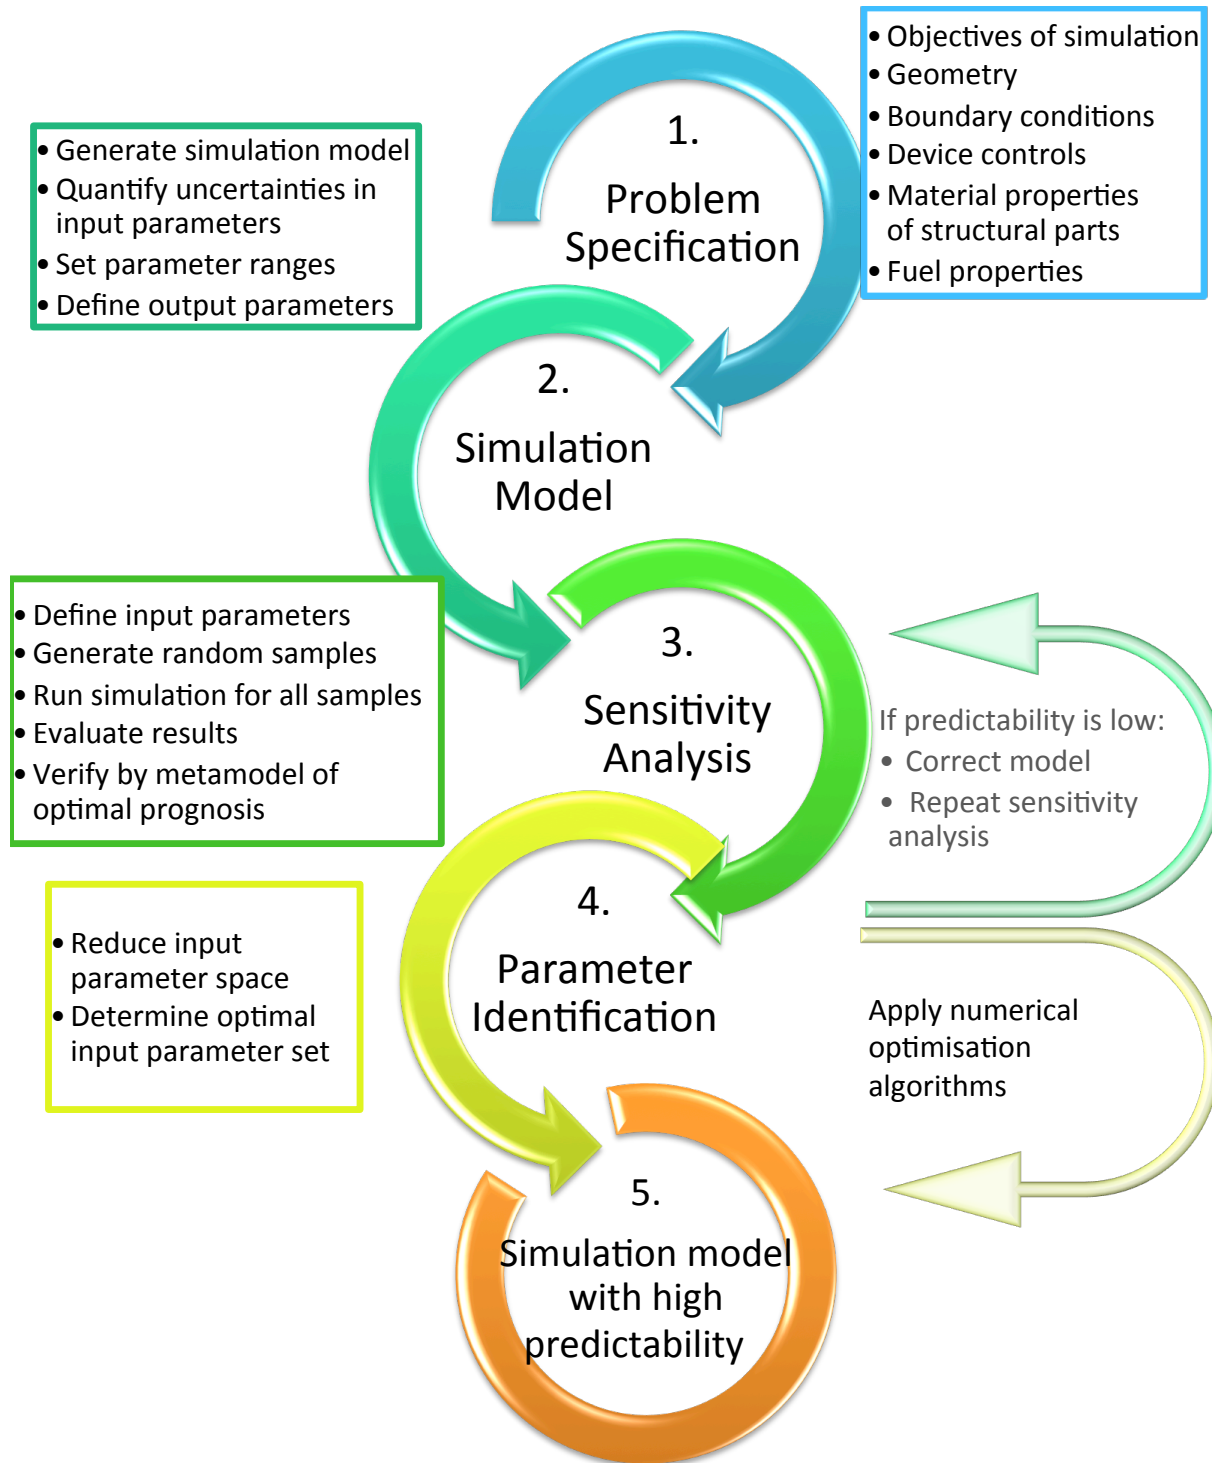 1.
Problem
Specification
• Objectives of simulation
• Geometry
• Boundary conditions
• Device controls
• Material properties
of structural parts
• Fuel properties
• Generate simulation model
• Quantify uncertainties in
input parameters
• Set parameter ranges
• Define output parameters
2.
Simulation
Model
• Define input parameters
• Generate random samples
• Run simulation for all samples
• Evaluate results
• Verify by metamodel of
optimal prognosis
3.
Sensitivity
Analysis
If predictability is low:
• Correct model
• Repeat sensitivity
analysis
• Reduce input
parameter space
• Determine optimal
input parameter set
4.
Parameter
Identification
Apply numerical
optimisation
algorithms
5.
Simulation model
with high
predictability